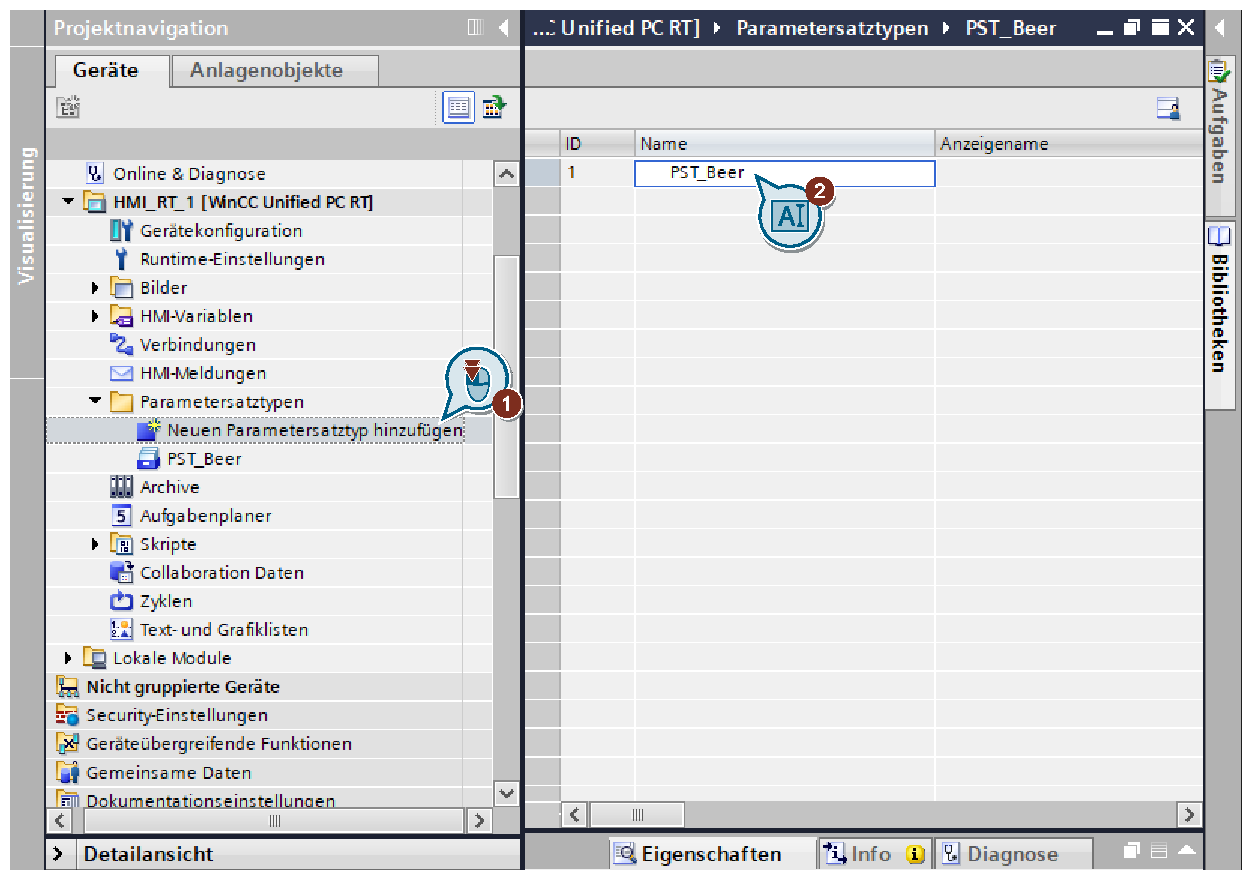 Projektnavigation
Geräte
Anlagenobjekte
Visualisierung
Online & Diagnose
HMI_RT_1 [WinCC Unified PC RT]
Gerätekonfiguration
Runtime-Einstellungen
Bilder
HMI-Variablen
Verbindungen
HMI-Meldungen
Parametersatztypen
Neuen Parametersatztyp hinzufügen
1
PST_Beer
Archive
Aufgabenplaner
Skripte
Collaboration Daten
Zyklen
Text- und Grafiklisten
Lokale Module
Nicht gruppierte Geräte
Security-Einstellungen
Geräteübergreifende Funktionen
Gemeinsame Daten
Dokumentationseinstellungen
Detailansicht
...: Unified PC RT] Parametersatztypen PST_Beer
ID Name Anzeigename
1 PST_Beer
AI
2
Eigenschaften Info Diagnose
Aufgaben
Bibliotheken